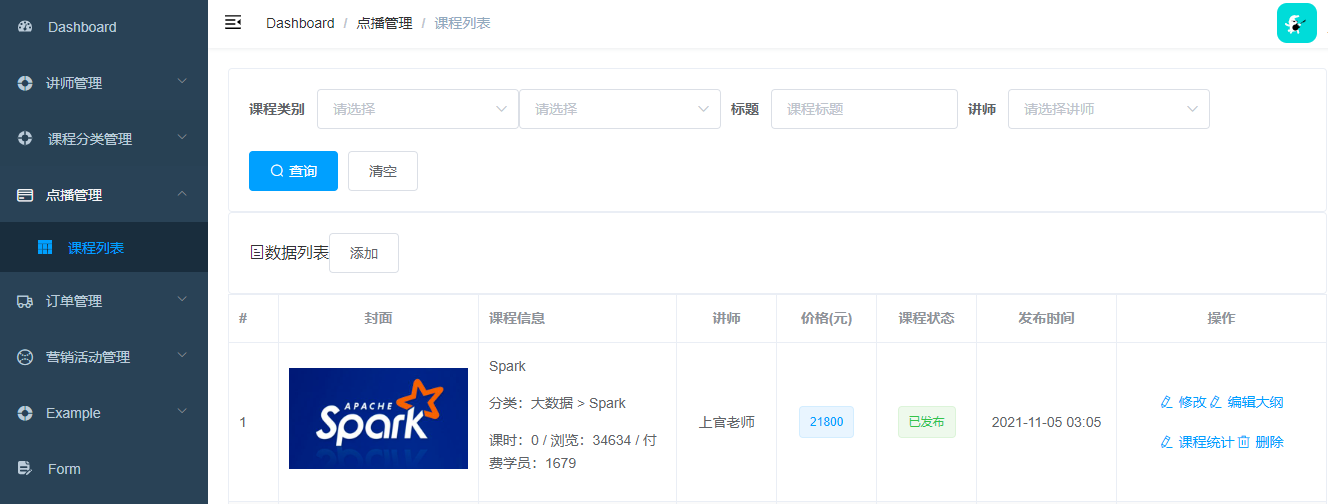 Dashboard
讲师管理
课程分类管理
点播管理
课程列表
订单管理
营销活动管理
Example
Form
Dashboard / 点播管理 / 课程列表
课程类别 请选择 请选择 标题 课程标题 讲师 请选择讲师
查询 清空
数据列表 添加
# 封面 课程信息 讲师 价格(元) 课程状态 发布时间 操作
1
APACHE
Spark
Spark
分类：大数据 > Spark
课时：0 / 浏览：34634 / 付
费学员：1679
上官老师
21800
已发布
2021-11-05 03:05
修改 编辑大纲
课程统计 删除